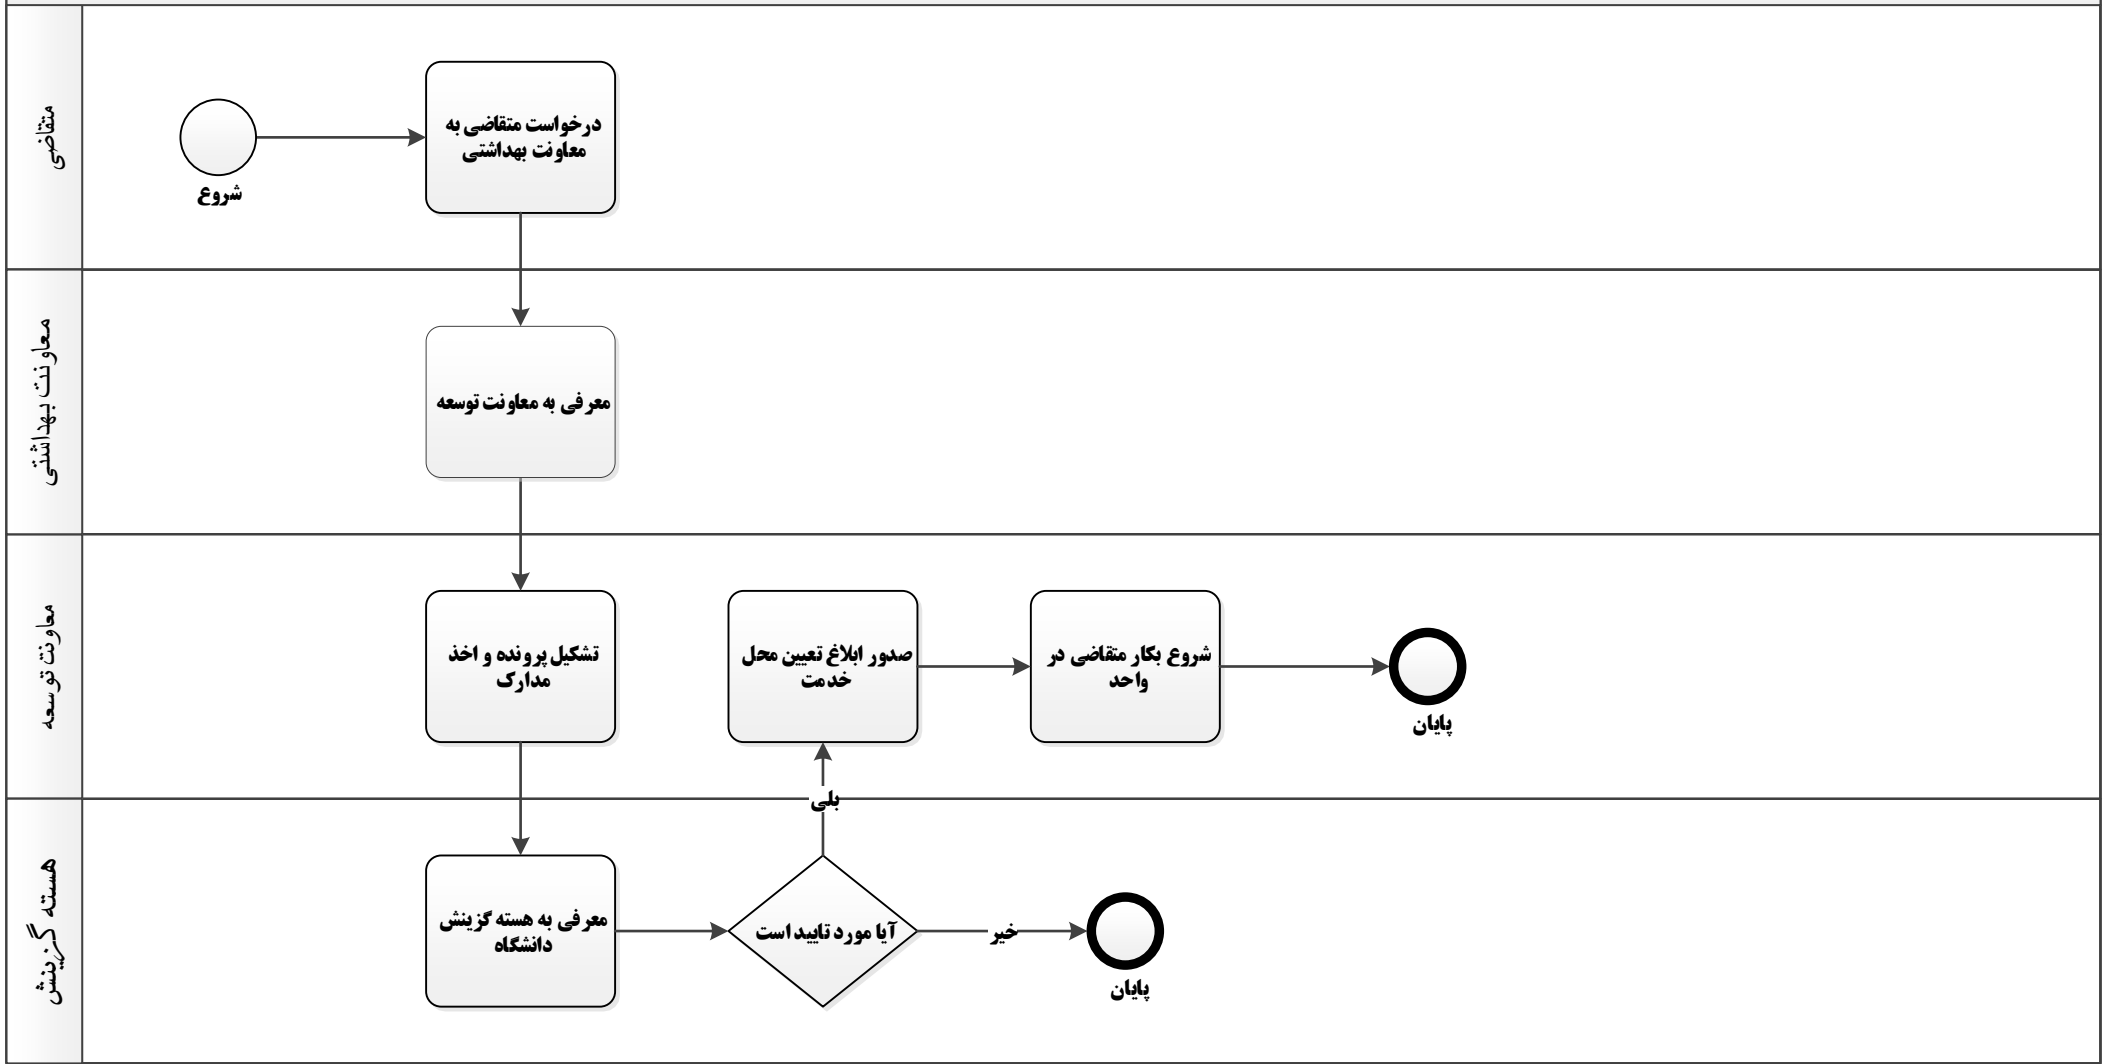 متقاضی
شروع
درخواست متقاضی به
معاونت بهداشتی
معاونت بهداشتی
معرفی به معاونت توسعه
معاونت توسعه
تشکیل پرونده و اخذ
مدارک
صدور ابلاغ تعیین محل
خدمت
شروع بکار متقاضی در
واحد
پایان
بلی
هسته گزینش
معرفی به هسته گزینش
دانشگاه
آیا مورد تایید است
خیر
پایان